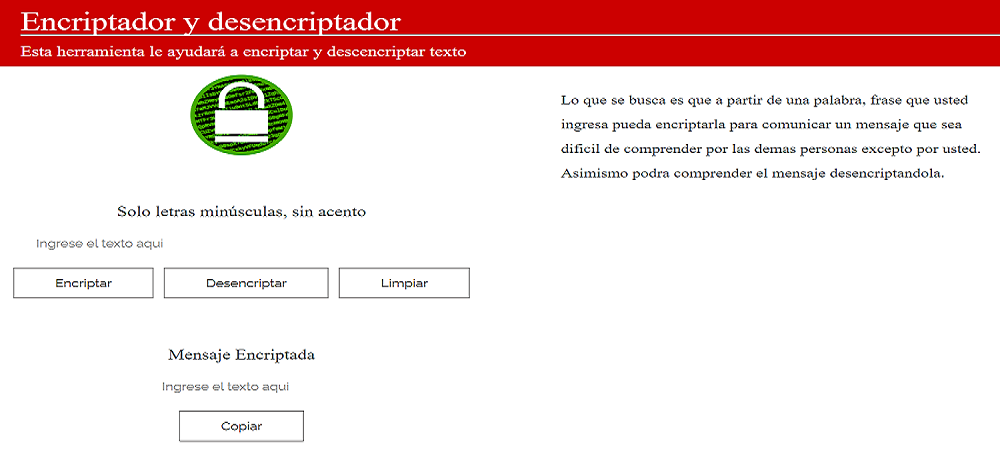 Encriptador y desencriptador
Esta herramienta le ayudará a encriptar y descencriptar texto
Solo letras minúsculas, sin acento
Ingrese el texto aqui
Encriptar
Desencriptar
Limpiar
Mensaje Encriptada
Ingrese el texto aqui
Copiar
Lo que se busca es que a partir de una palabra, frase que usted
ingresa pueda encriptarla para comunicar un mensaje que sea
dificil de comprender por las demas personas excepto por usted.
Asimismo podra comprender el mensaje desencriptandola.